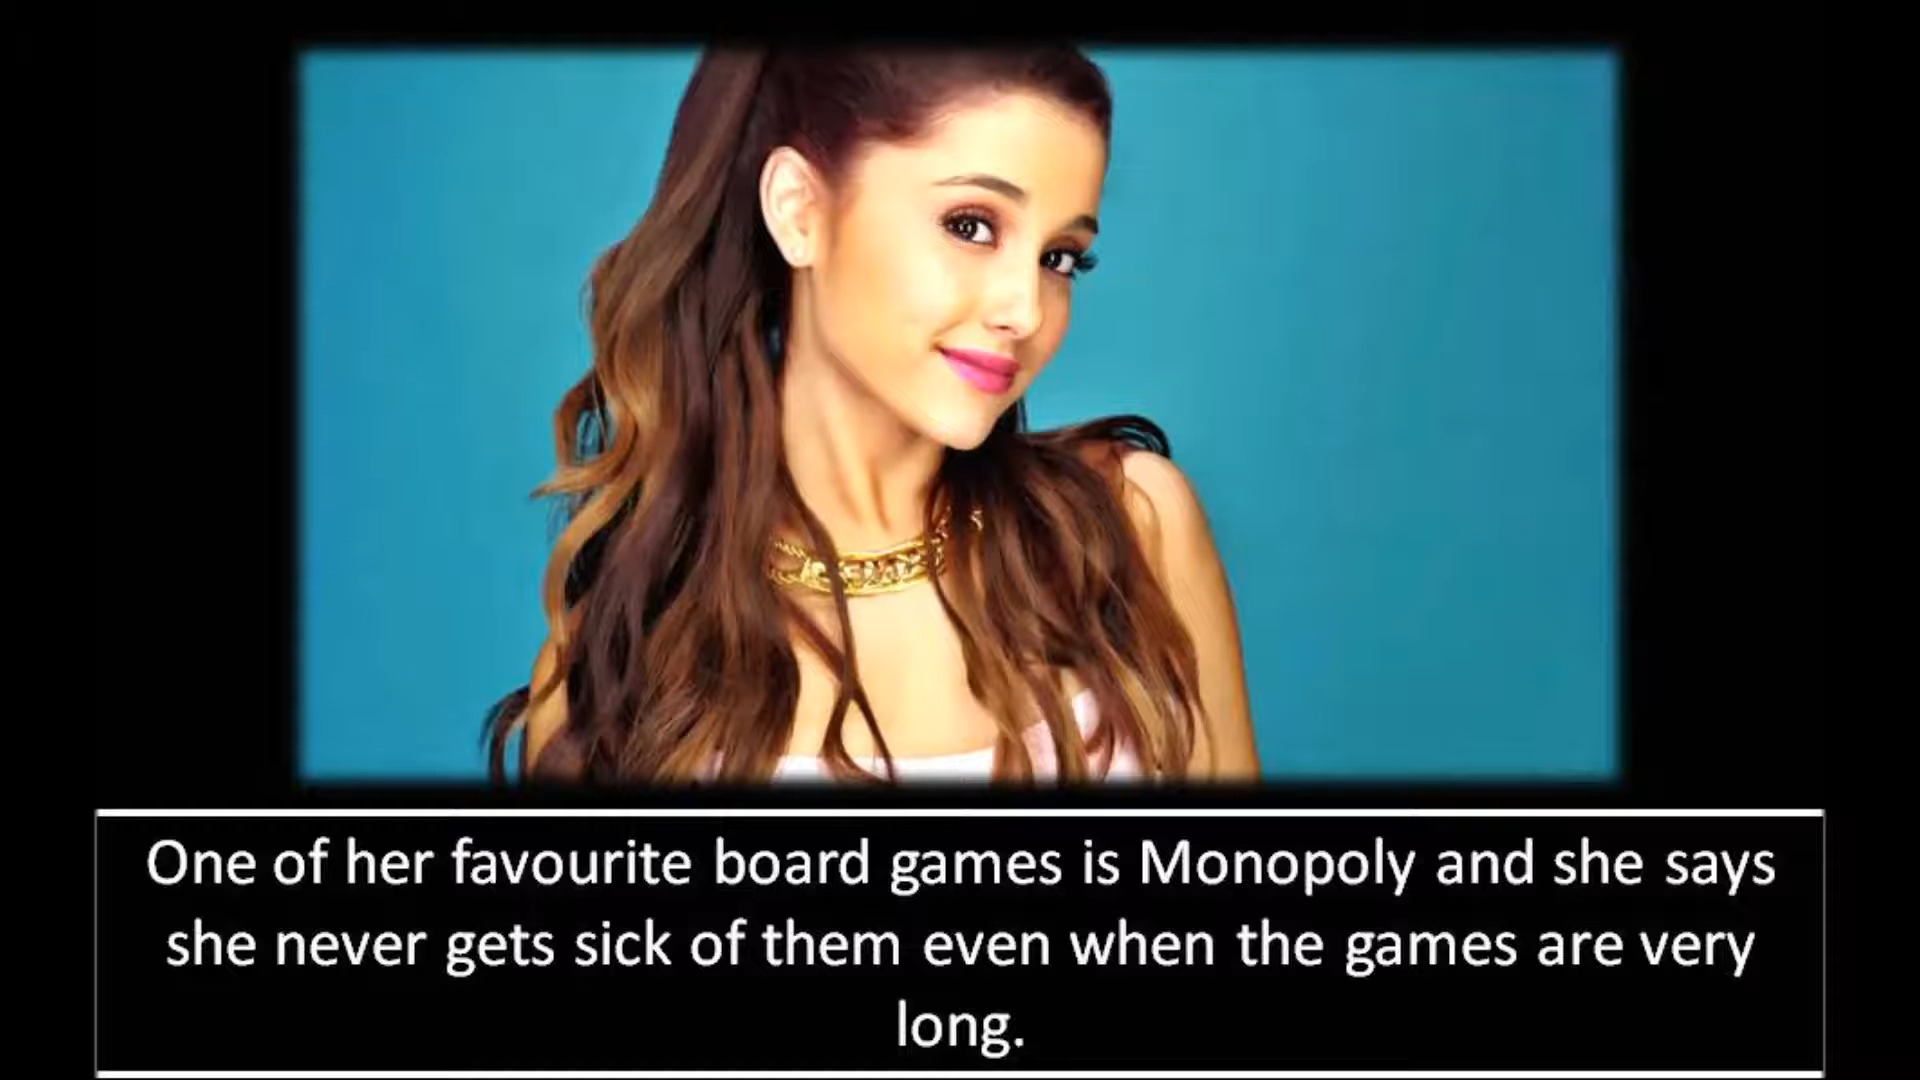 One of her favourite board games is Monopoly and she says
she never gets sick of them even when the games are very
long.